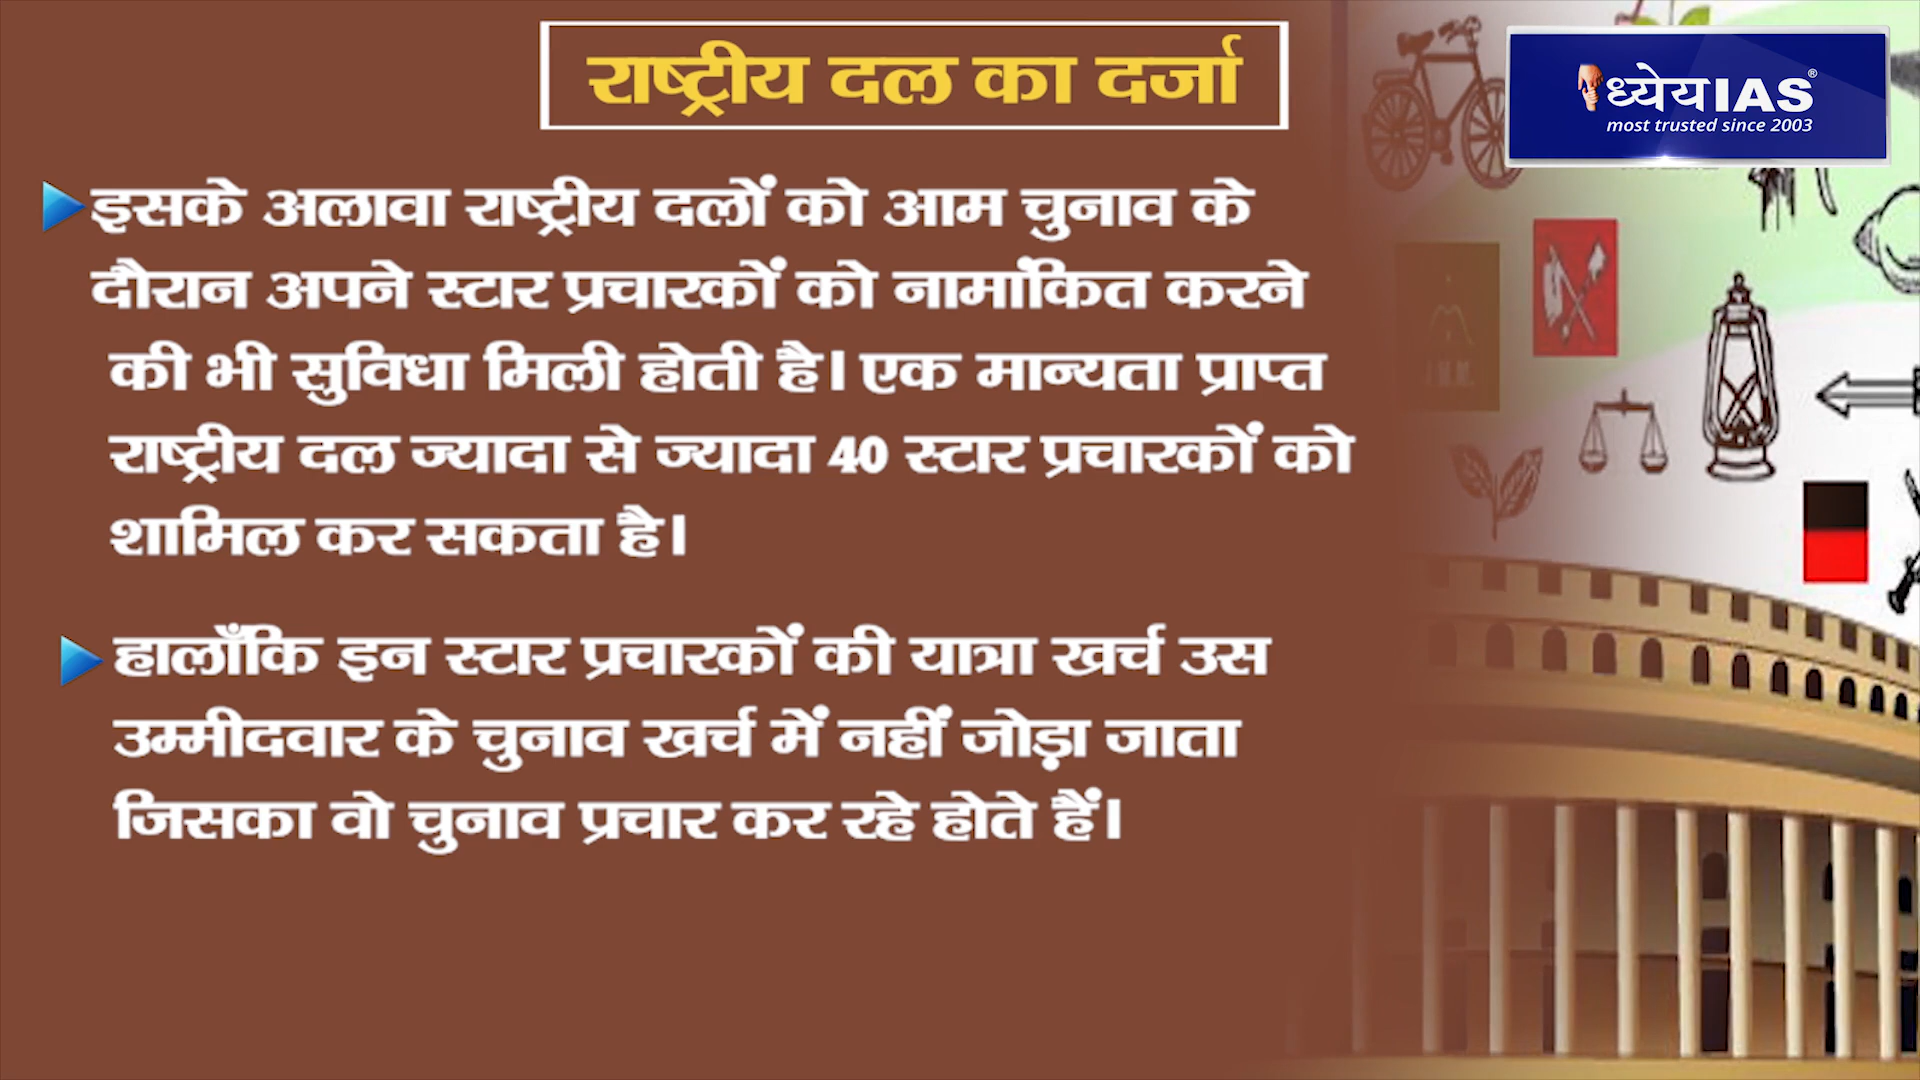 राष्ट्रीय दल का दर्जा
ध्येयIAS®
most trusted since 2003
इसके अलावा राष्ट्रीय दलों को आम चुनाव के
दौरान अपने स्टार प्रचारकों को नामांकित करने
की भी सुविधा मिली होती है। एक मान्यता प्राप्त
राष्ट्रीय दल ज्यादा से ज्यादा 40 स्टार प्रचारकों को
शामिल कर सकता है।
हालाँकि इन स्टार प्रचारकों की यात्रा खर्च उस
उम्मीदवार के चुनाव खर्च में नहीं जोड़ा जाता
जिसका वो चुनाव प्रचार कर रहे होते हैं।